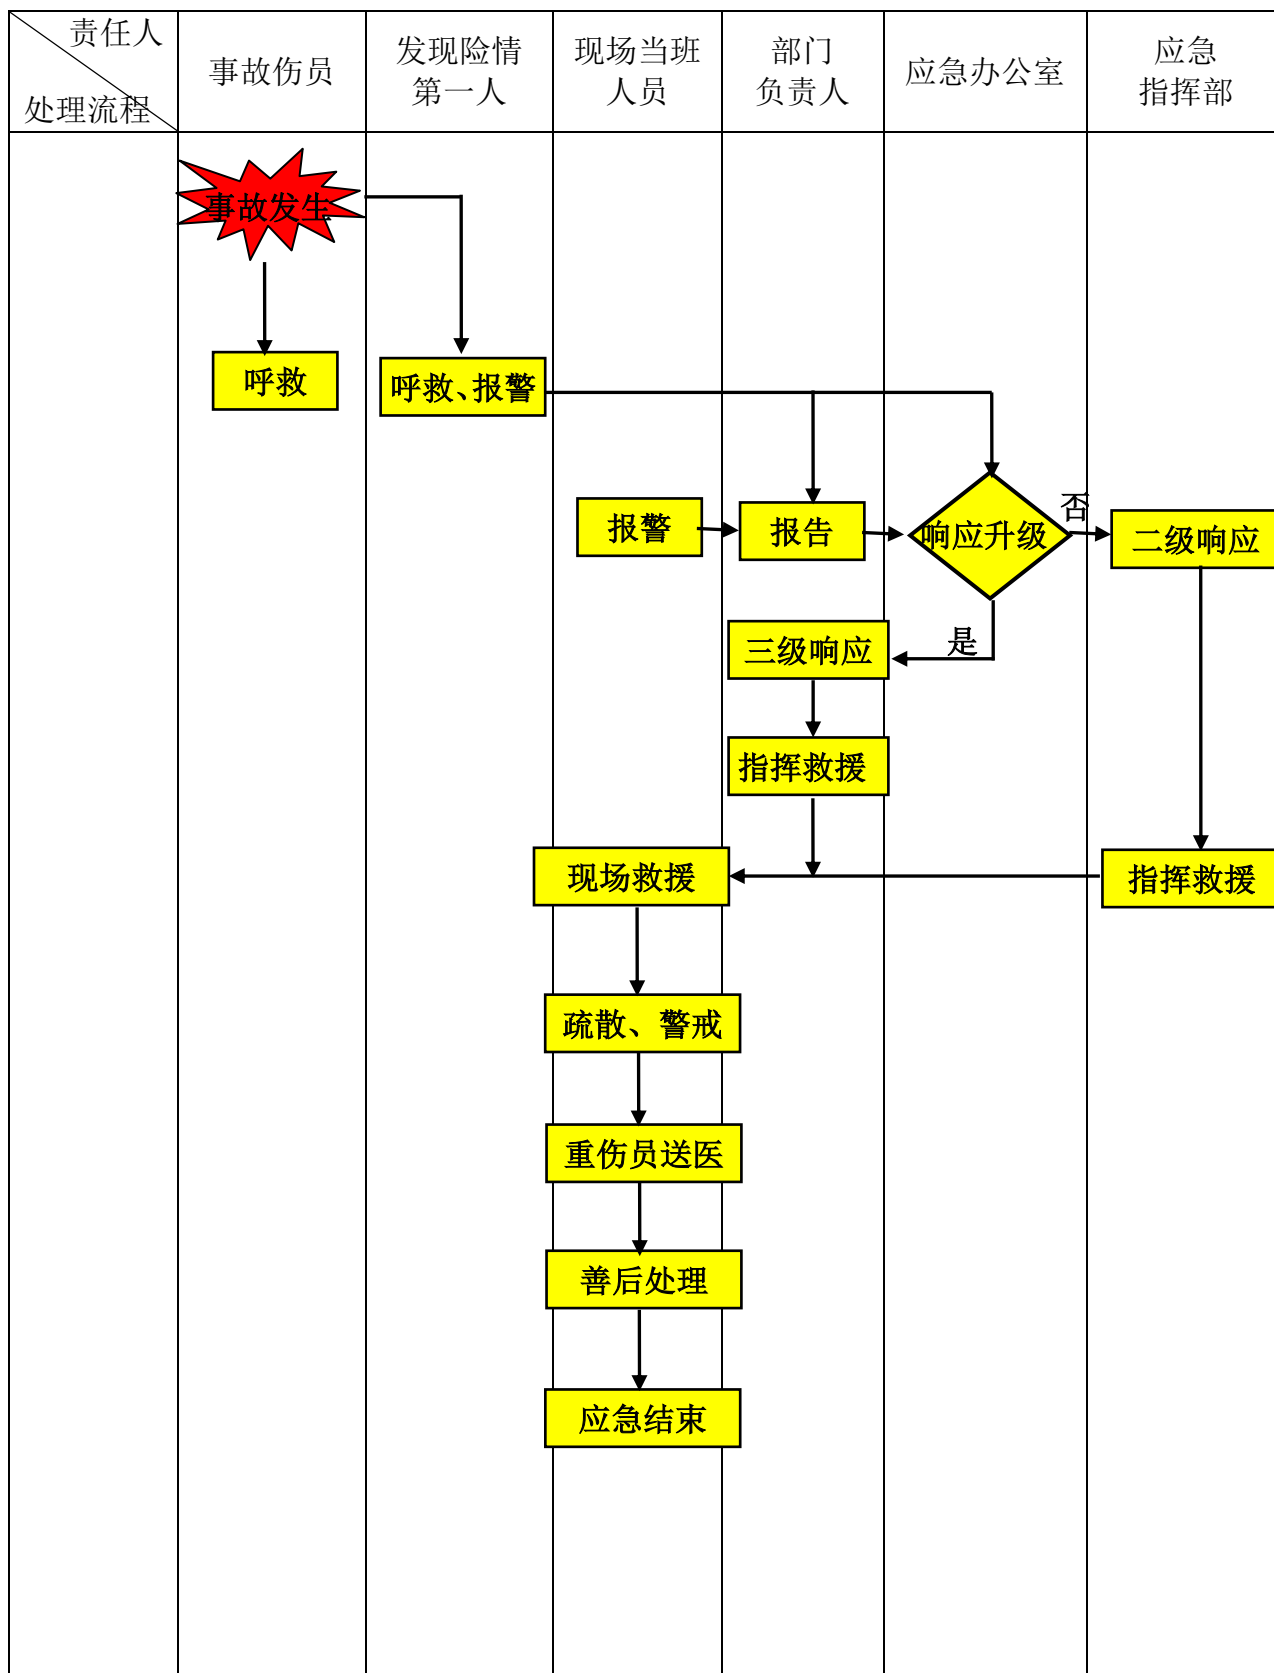 责任人
处理流程
事故伤员
发现险情
第一人
现场当班
人员
部门
负责人
应急办公室
应急
指挥部
事故发生
呼救
呼救、报警
报警
报告
响应升级
否
二级响应
是
三级响应
指挥救援
现场救援
指挥救援
疏散、警戒
重伤员送医
善后处理
应急结束